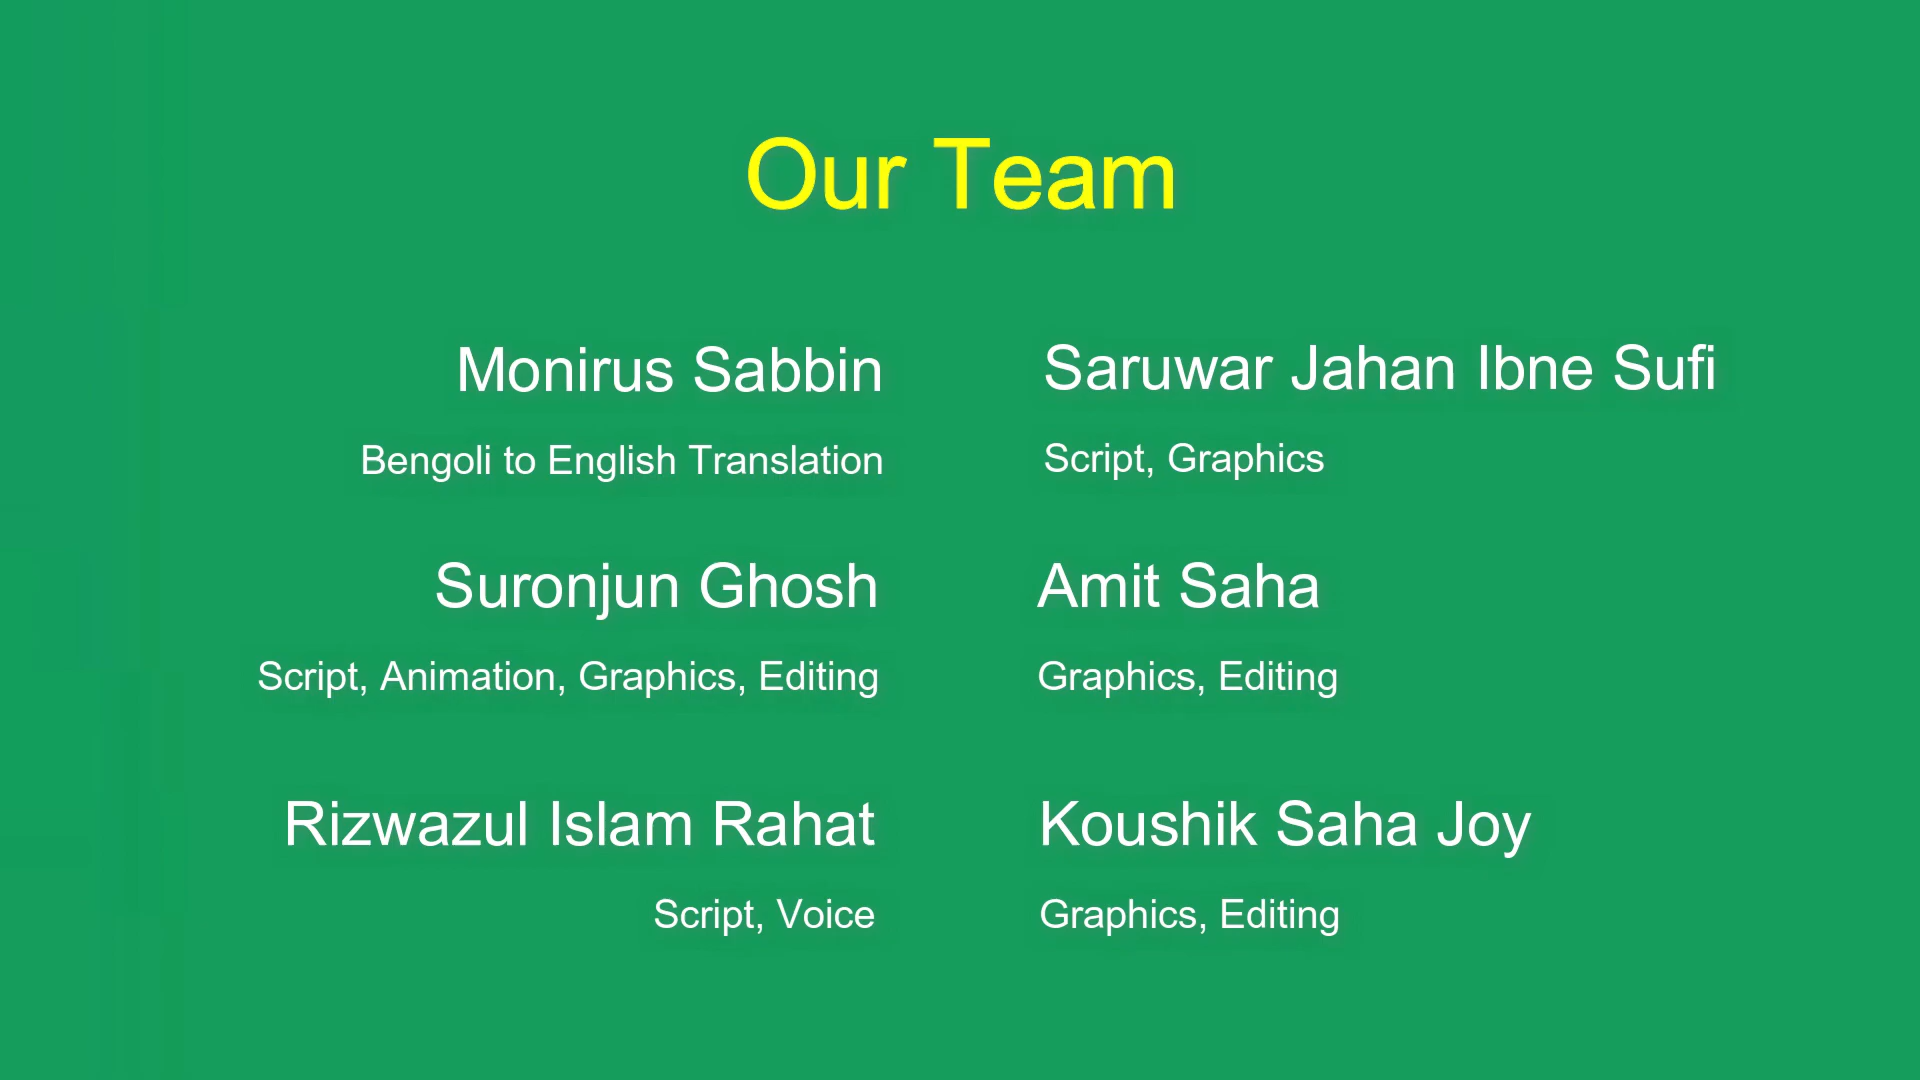 Our Team
Monirus Sabbin
Bengoli to English Translation
Saruwar Jahan Ibne Sufi
Script, Graphics
Suronjun Ghosh
Script, Animation, Graphics, Editing
Amit Saha
Graphics, Editing
Rizwazul Islam Rahat
Script, Voice
Koushik Saha Joy
Graphics, Editing